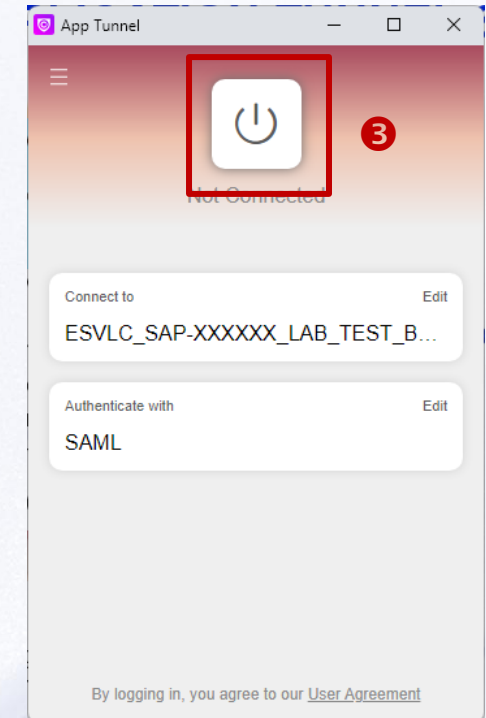 App Tunnel
3
Not Connected
Connect to Edit
ESVLC_SAP-XXXXXX_LAB_TEST_B...
Authenticate with Edit
SAML
By logging in, you agree to our User Agreement